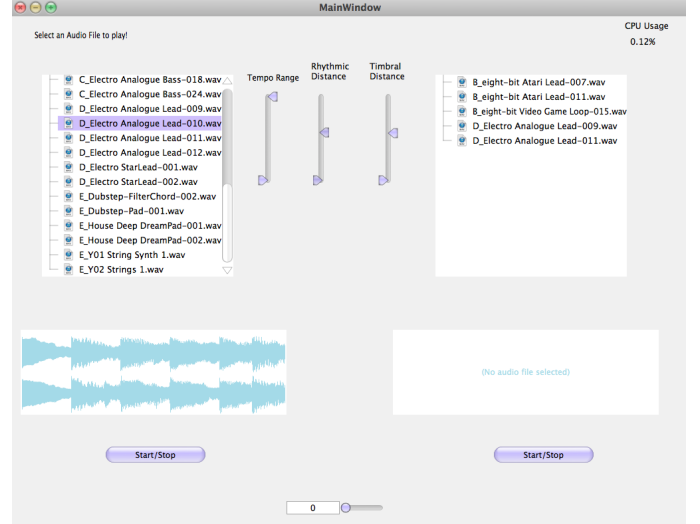 MainWindow
CPU Usage
0.12%
Select an Audio File to play!
C_Electro Analogue Bass-018.wav
C_Electro Analogue Bass-024.wav
D_Electro Analogue Lead-009.wav
D_Electro Analogue Lead-010.wav
D_Electro Analogue Lead-011.wav
D_Electro Analogue Lead-012.wav
D_Electro StarLead-001.wav
D_Electro StarLead-002.wav
E_Dubstep-FilterChord-002.wav
E_Dubstep-Pad-001.wav
E_House Deep DreamPad-001.wav
E_House Deep DreamPad-002.wav
E_Y01 String Synth 1.wav
E_Y02 Strings 1.wav
Tempo Range
Rhythmic
Distance
Timbral
Distance
B_eight-bit Atari Lead-007.wav
B_eight-bit Atari Lead-011.wav
B_eight-bit Video Game Loop-015.wav
D_Electro Analogue Lead-009.wav
D_Electro Analogue Lead-011.wav
(No audio file selected)
Start/Stop
Start/Stop
0